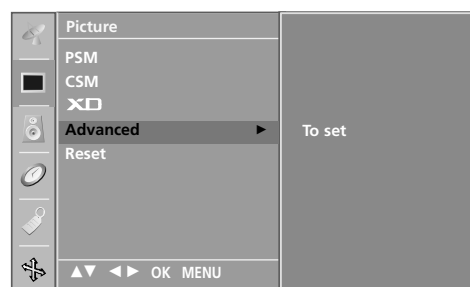 Picture
PSM
CSM
XD
Advanced ►
To set
Reset
▲▼ ◄► OK MENU